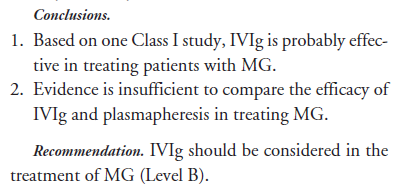 Conclusions.
1. Based on one Class I study, IVIg is probably effec-
tive in treating patients with MG.
2. Evidence is insufficient to compare the efficacy of
IVIg and plasmapheresis in treating MG.
Recommendation. IVIg should be considered in the
treatment of MG (Level B).